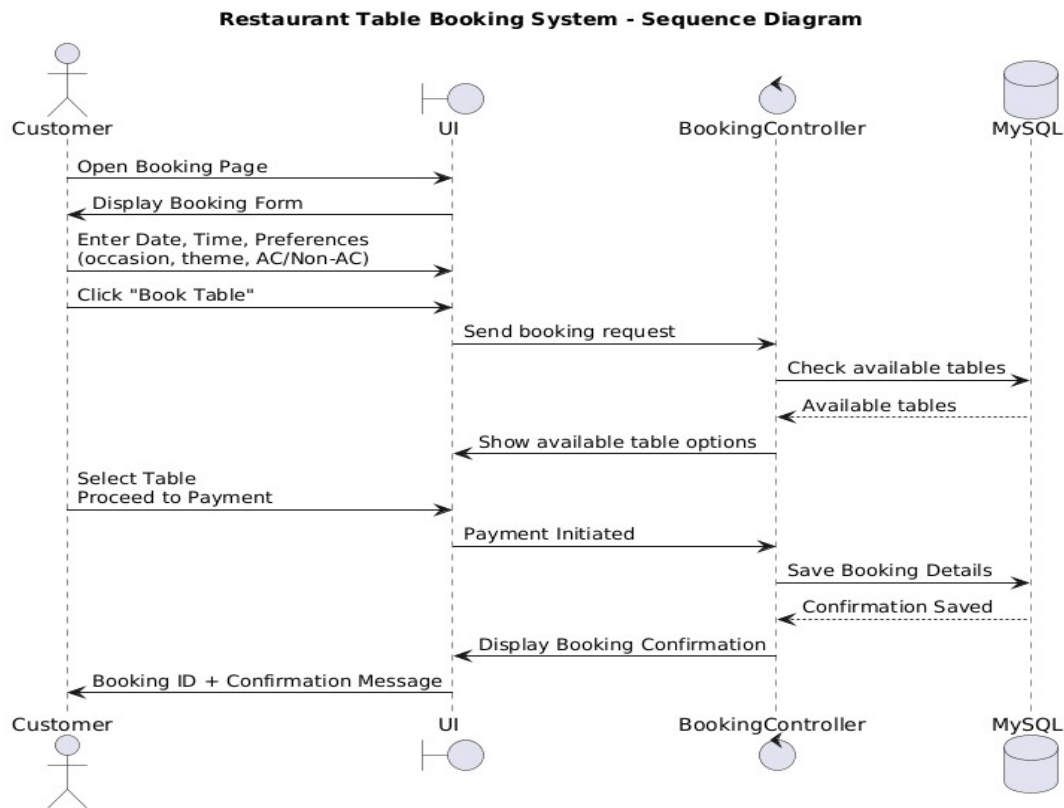 Restaurant Table Booking System - Sequence Diagram
Customer
UI
BookingController
MySQL
Open Booking Page
Display Booking Form
Enter Date, Time, Preferences
(occasion, theme, AC/Non-AC)
Click "Book Table"
Send booking request
Check available tables
Available tables
Show available table options
Select Table
Proceed to Payment
Payment Initiated
Save Booking Details
Confirmation Saved
Display Booking Confirmation
Booking ID + Confirmation Message
Customer
UI
BookingController
MySQL